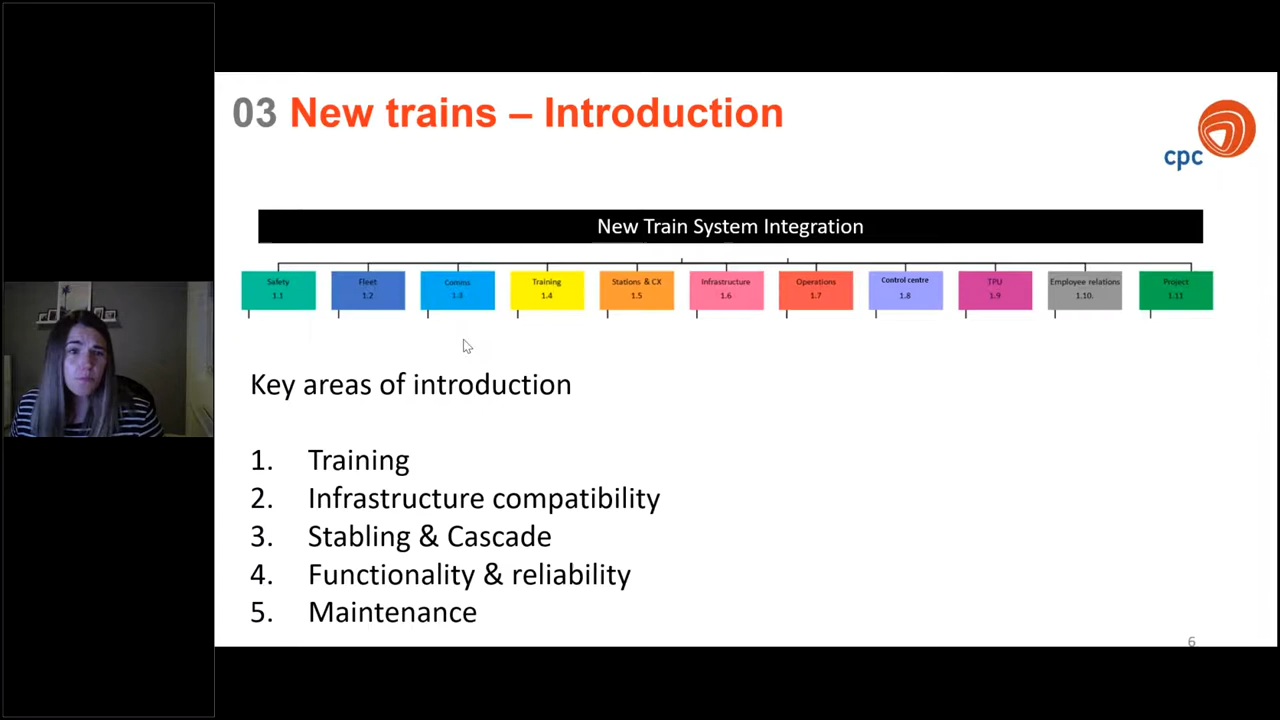 03 New trains – Introduction
cpc
New Train System Integration
Safety
1.1
Fleet
1.2
Comms
1.3
Training
1.4
Stations & CX
1.5
Infrastructure
1.6
Operations
1.7
Control centre
1.8
TPU
1.9
Employee relations
1.10.
Project
1.11
Key areas of introduction
1. Training
2. Infrastructure compatibility
3. Stabling & Cascade
4. Functionality & reliability
5. Maintenance
6